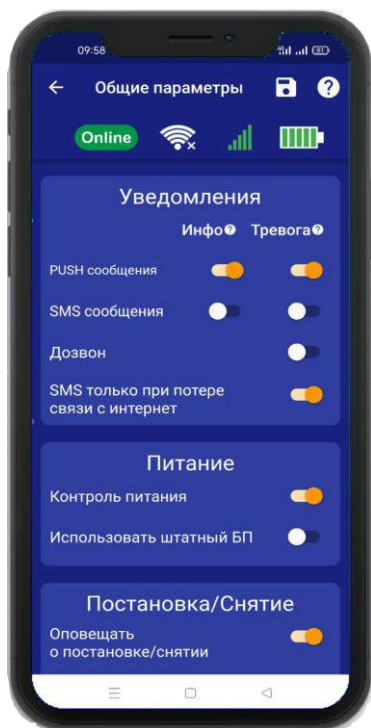 09:58
81
← Общие параметры ?
Online
Уведомления
Инфо? Тревога?
PUSH сообщения
SMS сообщения
Дозвон
SMS только при потере
связи с интернет
Питание
Контроль питания
Использовать штатный БП
Постановка/Снятие
Оповещать
о постановке/снятии